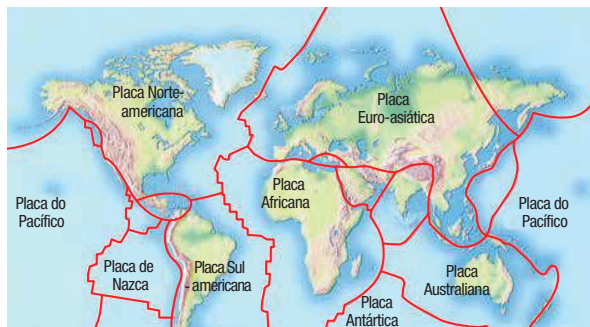 Placa Norte-
americana
Placa
Euro-asiática
Placa do
Pacífico
Placa
Africana
Placa do
Pacífico
Placa de
Nazca
Placa Sul
-americana
Placa
Australiana
Placa
Antártica